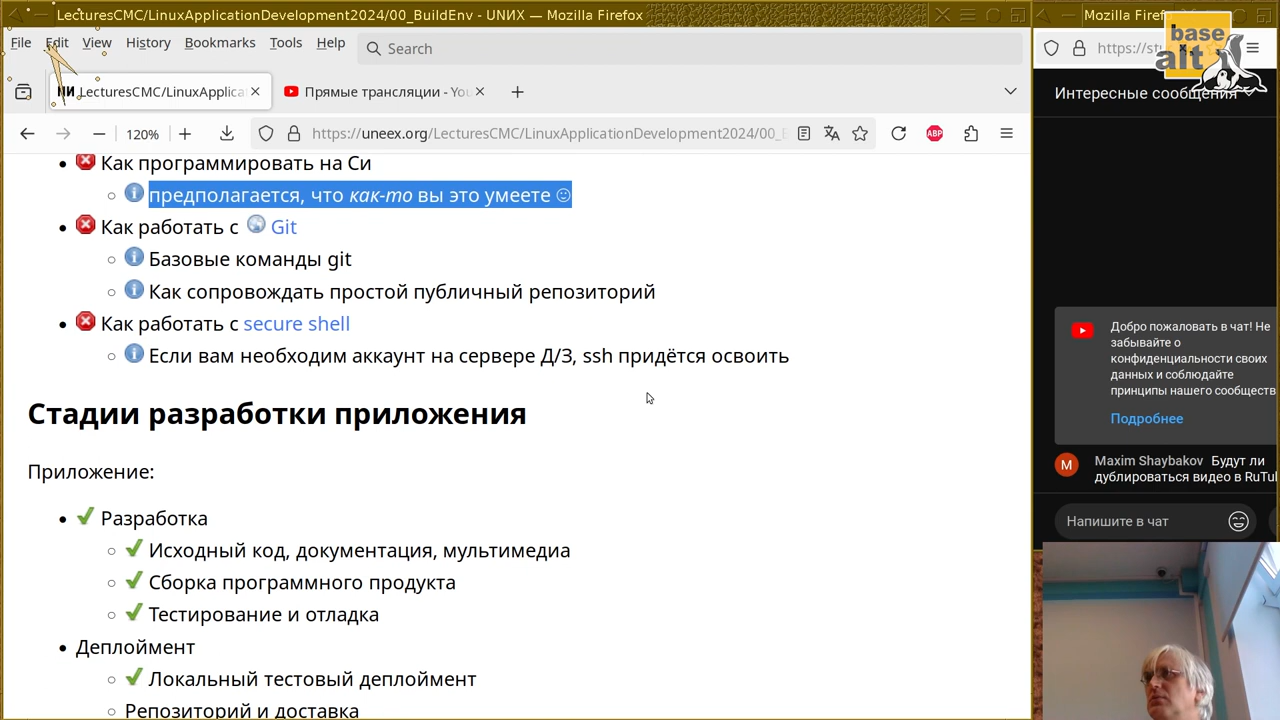 LecturesCMC/LinuxApplicationDevelopment2024/00_BuildEnv - UNИX — Mozilla Firefox
Mozilla Firef
File Edit View History Bookmarks Tools Help
Search
https://st
base
alt
LecturesCMC/LinuxApplica
Прямые трансляции - You
Интересные сообщения
120%
https://uneex.org/LecturesCMC/LinuxApplicationDevelopment2024/00_B
ABP
Как программировать на Си
предполагается, что как-то вы это умеете ☺
Как работать с Git
Базовые команды git
Как сопровождать простой публичный репозиторий
Как работать с secure shell
Если вам необходим аккаунт на сервере Д/З, ssh придётся освоить
Стадии разработки приложения
Приложение:
Разработка
Исходный код, документация, мультимедиа
Сборка программного продукта
Тестирование и отладка
Деплоймент
Локальный тестовый деплоймент
Репозиторий и доставка
Добро пожаловать в чат! Не
забывайте о
конфиденциальности своих
данных и соблюдайте
принципы нашего сообществ
Подробнее
M
Maxim Shaybakov Будут ли
дублироваться видео в RuTu
Напишите в чат